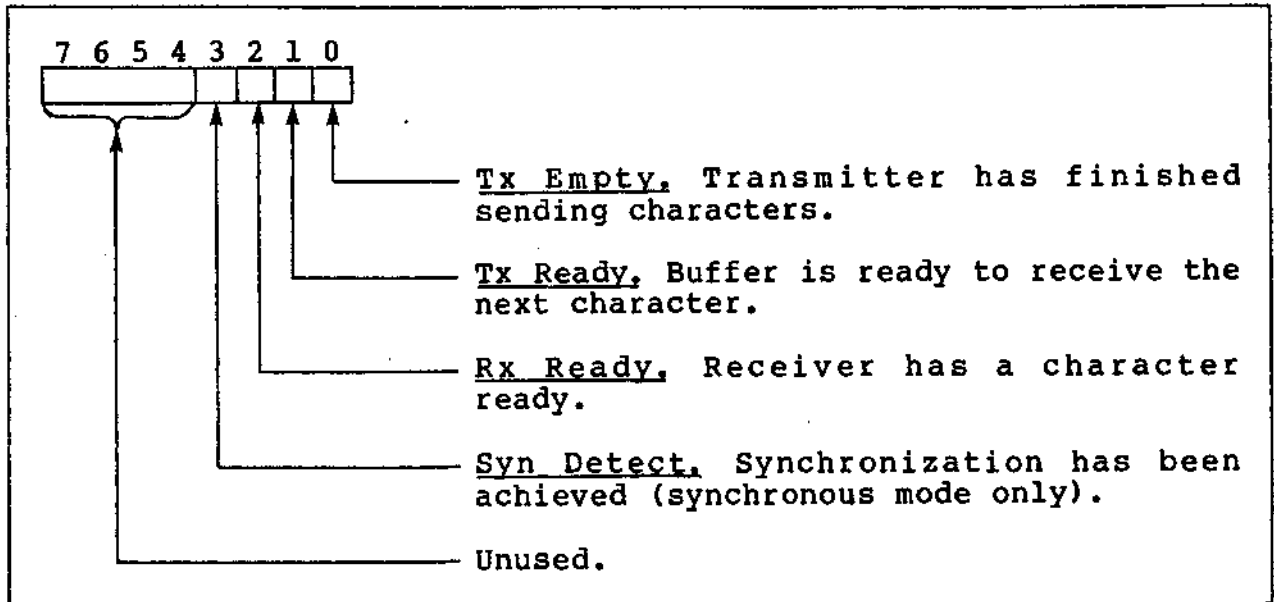 7 6 5 4 3 2 1 0
Tx Empty. Transmitter has finished
sending characters.
Tx Ready. Buffer is ready to receive the
next character.
Rx Ready. Receiver has a character
ready.
Syn Detect. Synchronization has been
achieved (synchronous mode only).
Unused.